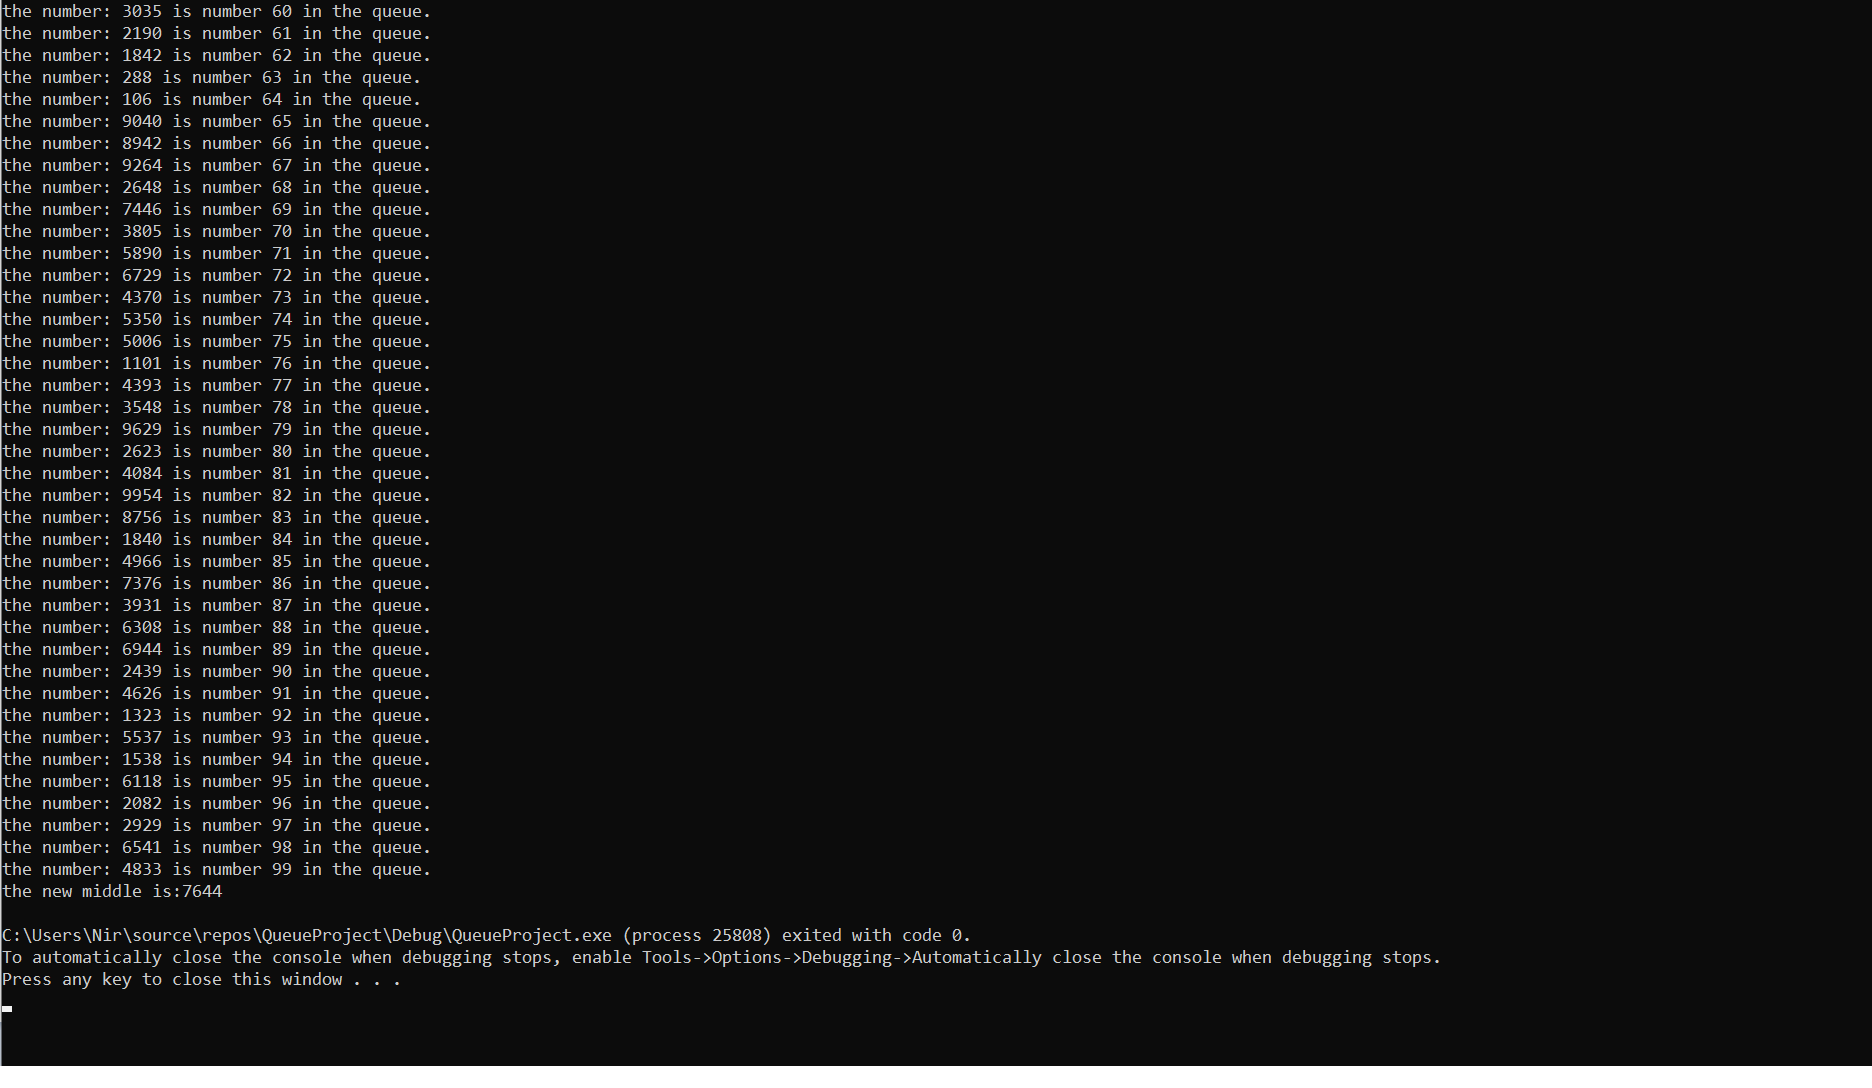 the number: 3035 is number 60 in the queue.
the number: 2190 is number 61 in the queue.
the number: 1842 is number 62 in the queue.
the number: 288 is number 63 in the queue.
the number: 106 is number 64 in the queue.
the number: 9040 is number 65 in the queue.
the number: 8942 is number 66 in the queue.
the number: 9264 is number 67 in the queue.
the number: 2648 is number 68 in the queue.
the number: 7446 is number 69 in the queue.
the number: 3805 is number 70 in the queue.
the number: 5890 is number 71 in the queue.
the number: 6729 is number 72 in the queue.
the number: 4370 is number 73 in the queue.
the number: 5350 is number 74 in the queue.
the number: 5006 is number 75 in the queue.
the number: 1101 is number 76 in the queue.
the number: 4393 is number 77 in the queue.
the number: 3548 is number 78 in the queue.
the number: 9629 is number 79 in the queue.
the number: 2623 is number 80 in the queue.
the number: 4084 is number 81 in the queue.
the number: 9954 is number 82 in the queue.
the number: 8756 is number 83 in the queue.
the number: 1840 is number 84 in the queue.
the number: 4966 is number 85 in the queue.
the number: 7376 is number 86 in the queue.
the number: 3931 is number 87 in the queue.
the number: 6308 is number 88 in the queue.
the number: 6944 is number 89 in the queue.
the number: 2439 is number 90 in the queue.
the number: 4626 is number 91 in the queue.
the number: 1323 is number 92 in the queue.
the number: 5537 is number 93 in the queue.
the number: 1538 is number 94 in the queue.
the number: 6118 is number 95 in the queue.
the number: 2082 is number 96 in the queue.
the number: 2929 is number 97 in the queue.
the number: 6541 is number 98 in the queue.
the number: 4833 is number 99 in the queue.
the new middle is:7644
C:\Users\Nir\source\repos\QueueProject\Debug\QueueProject.exe (process 25808) exited with code 0.
To automatically close the console when debugging stops, enable Tools->Options->Debugging->Automatically close the console when debugging stops.
Press any key to close this window . . .